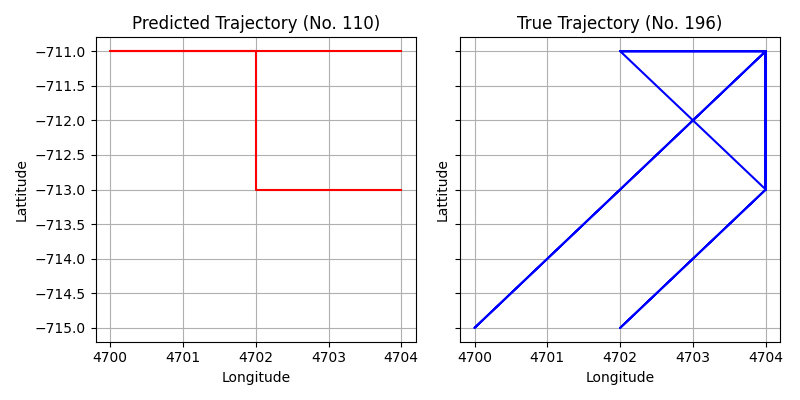 Predicted Trajectory (No. 110)
True Trajectory (No. 196)
Lattitude
−711.0
−711.5
−712.0
−712.5
−713.0
−713.5
−714.0
−714.5
−715.0
4700 4701 4702 4703 4704
Longitude
Lattitude
4700 4701 4702 4703 4704
Longitude